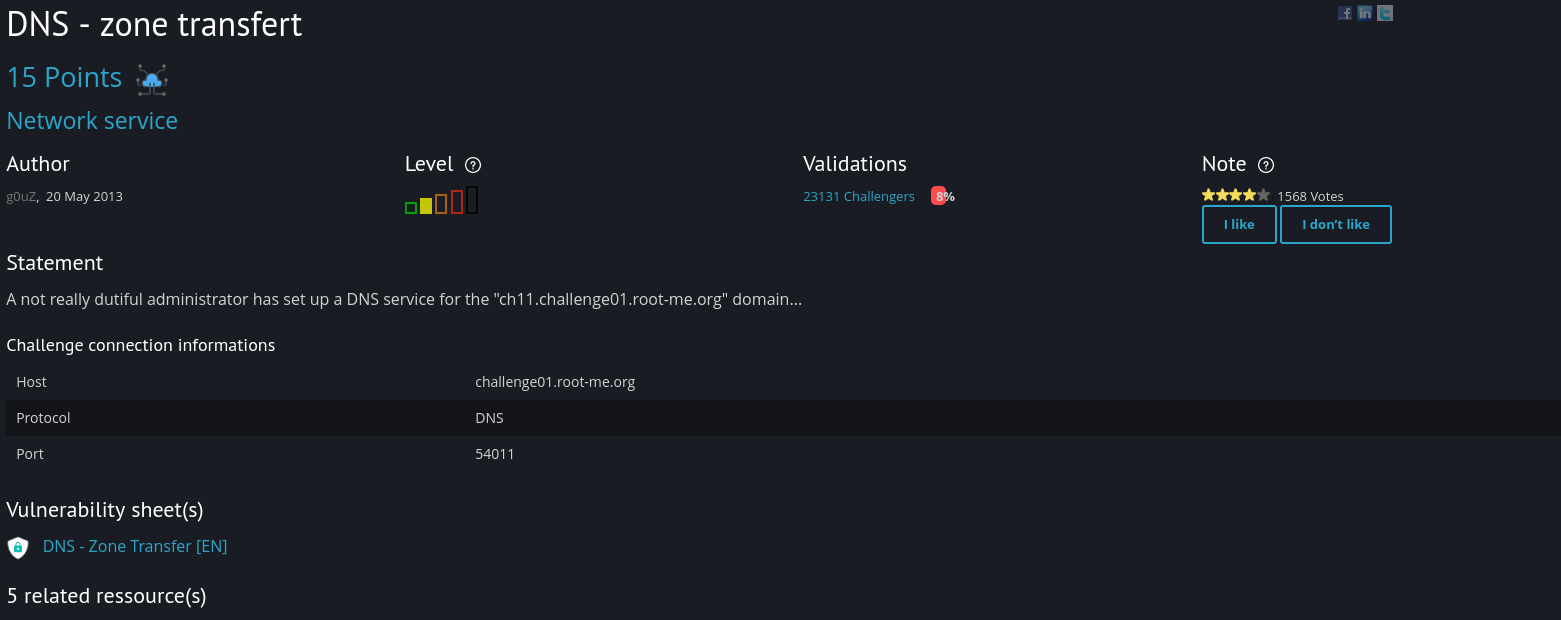 DNS - zone transfert
15 Points
Network service
Author
Level
Validations
Note
g0uZ, 20 May 2013
23131 Challengers 8%
1568 Votes
I like I don't like
Statement
A not really dutiful administrator has set up a DNS service for the "ch11.challenge01.root-me.org" domain...
Challenge connection informations
Host challenge01.root-me.org
Protocol DNS
Port 54011
Vulnerability sheet(s)
DNS - Zone Transfer [EN]
5 related ressource(s)